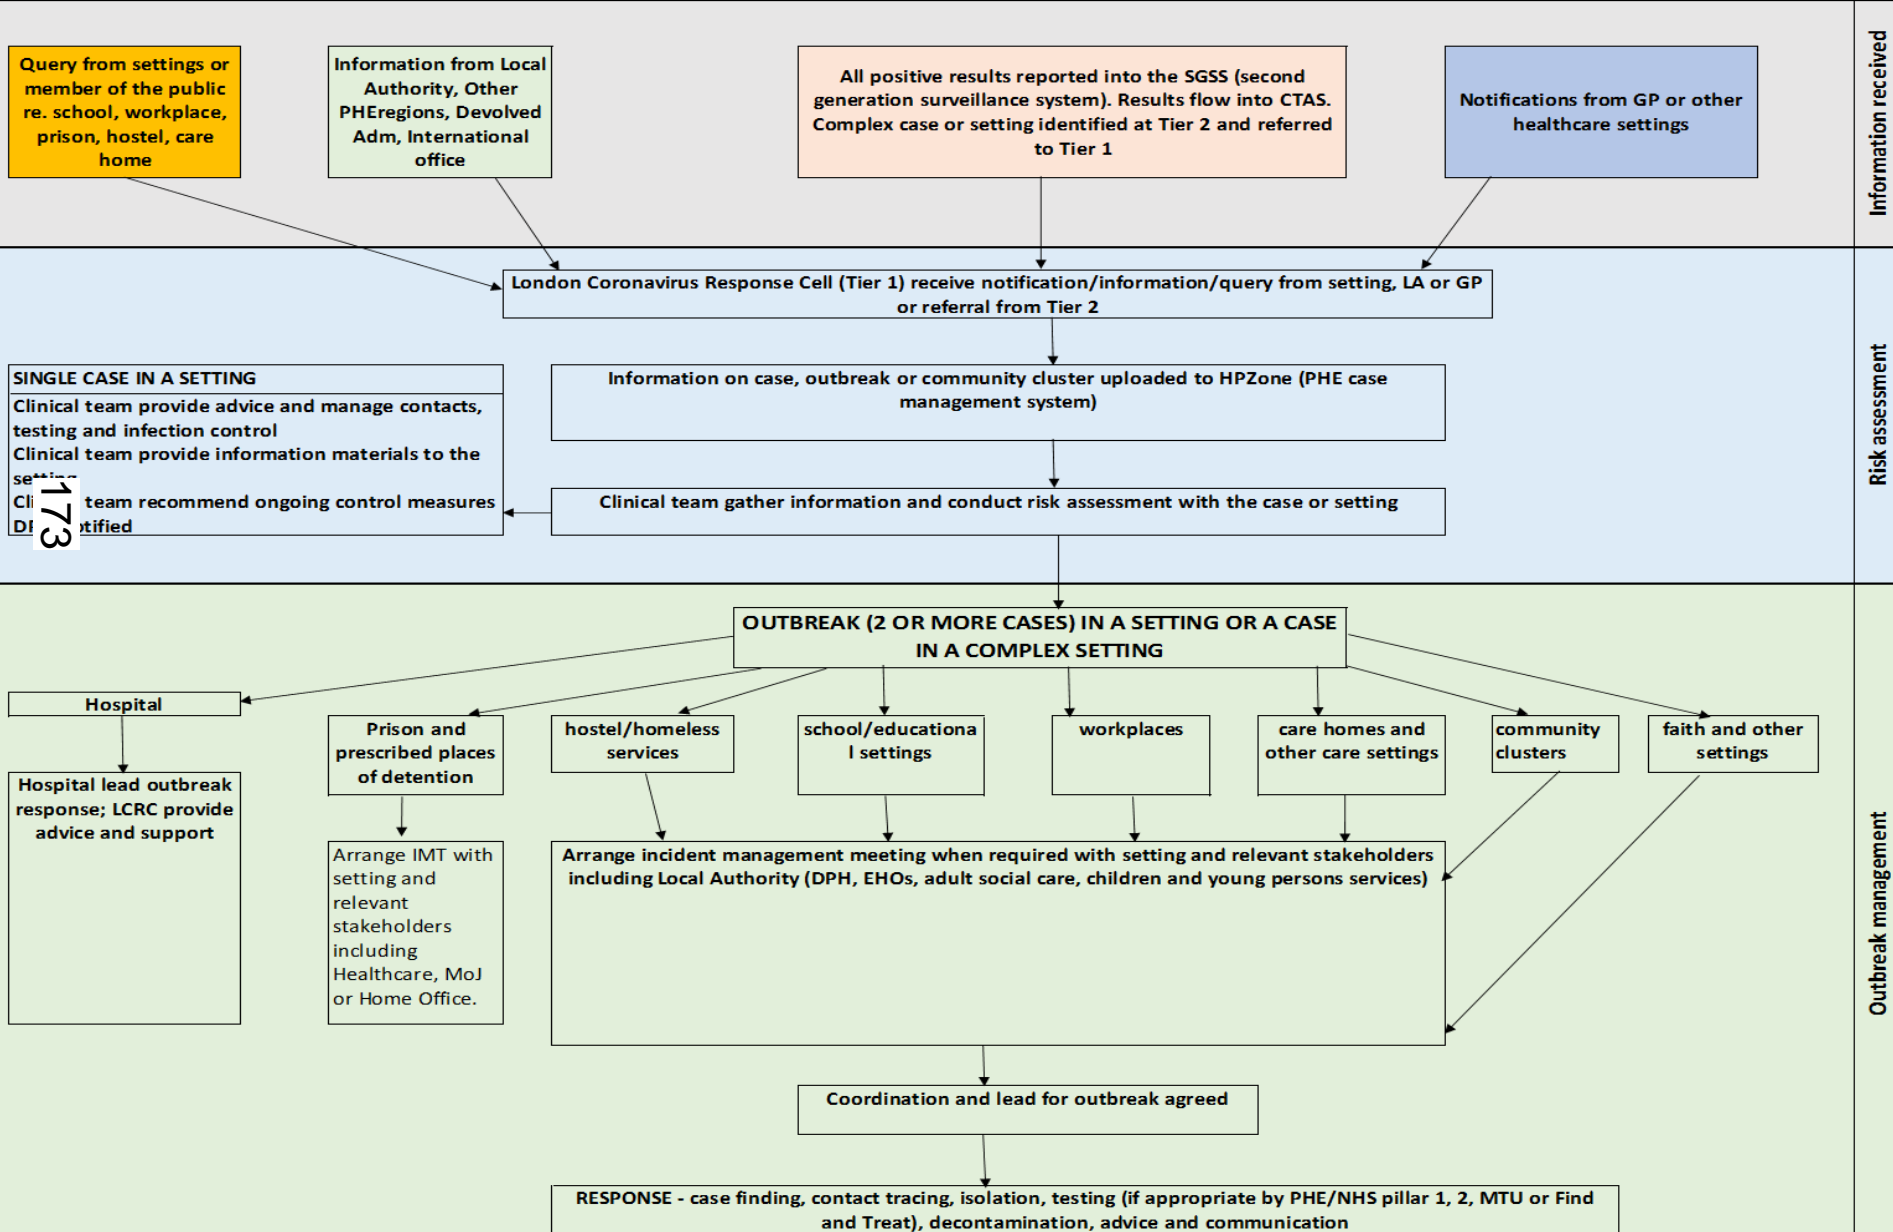 Query from settings or
member of the public
re. school, workplace,
prison, hostel, care
home
Information from Local
Authority, Other
PHEregions, Devolved
Adm, International
office
All positive results reported into the SGSS (second
generation surveillance system). Results flow into CTAS.
Complex case or setting identified at Tier 2 and referred
to Tier 1
Notifications from GP or other
healthcare settings
Information received
London Coronavirus Response Cell (Tier 1) receive notification/information/query from setting, LA or GP
or referral from Tier 2
SINGLE CASE IN A SETTING
Clinical team provide advice and manage contacts,
testing and infection control
Clinical team provide information materials to the
setting
team recommend ongoing control measures
173
Information on case, outbreak or community cluster uploaded to HPZone (PHE case
management system)
Clinical team gather information and conduct risk assessment with the case or setting
Risk assessment
OUTBREAK (2 OR MORE CASES) IN A SETTING OR A CASE
IN A COMPLEX SETTING
Hospital
Prison and
prescribed places
of detention
hostel/homeless
services
school/educationa
l settings
workplaces
care homes and
other care settings
community
clusters
faith and other
settings
Hospital lead outbreak
response; LCRC provide
advice and support
Arrange IMT with
setting and
relevant
stakeholders
including
Healthcare, MoJ
or Home Office.
Arrange incident management meeting when required with setting and relevant stakeholders
including Local Authority (DPH, EHOs, adult social care, children and young persons services)
Outbreak management
Coordination and lead for outbreak agreed
RESPONSE - case finding, contact tracing, isolation, testing (if appropriate by PHE/NHS pillar 1, 2, MTU or Find
and Treat), decontamination, advice and communication